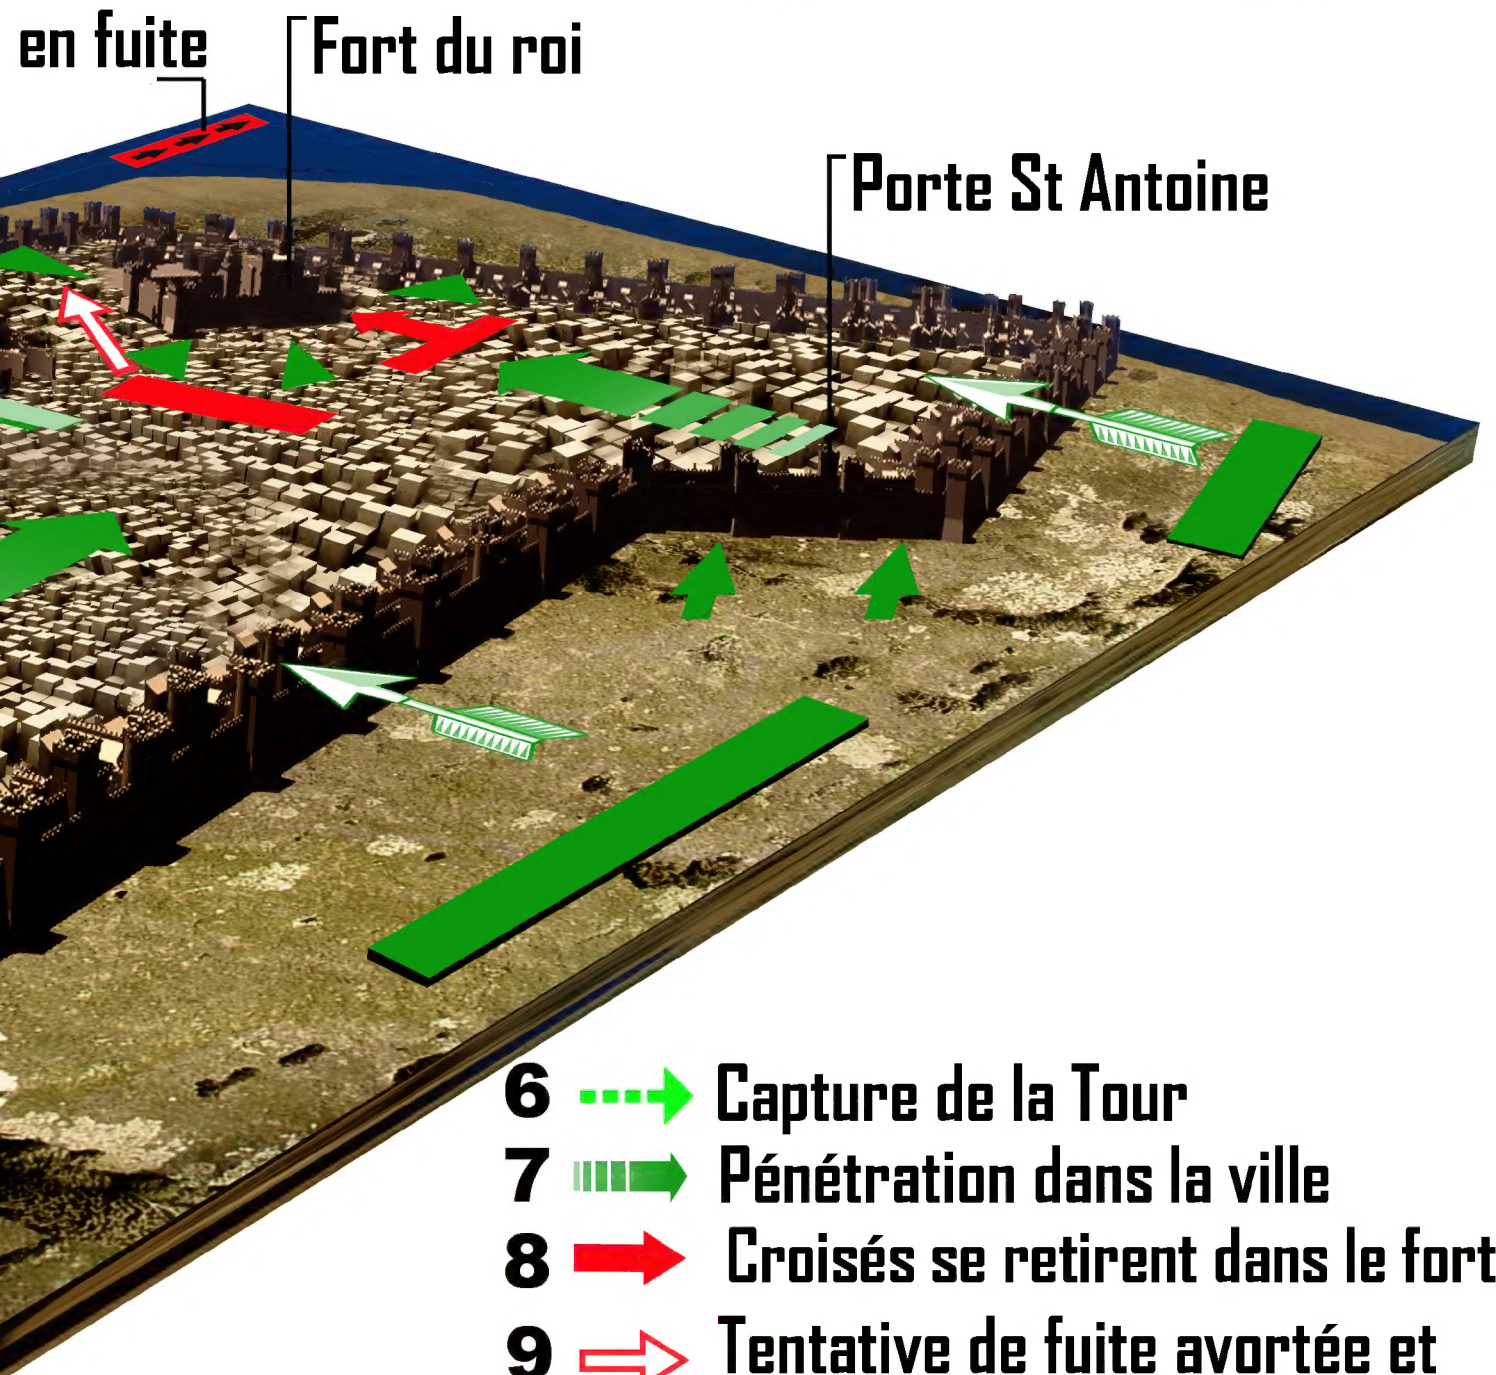 en fuite
Fort du roi
Porte St Antoine
6 Capture de la Tour
7 Pénétration dans la ville
8 Croisés se retirent dans le fort
9 Tentative de fuite avortée et